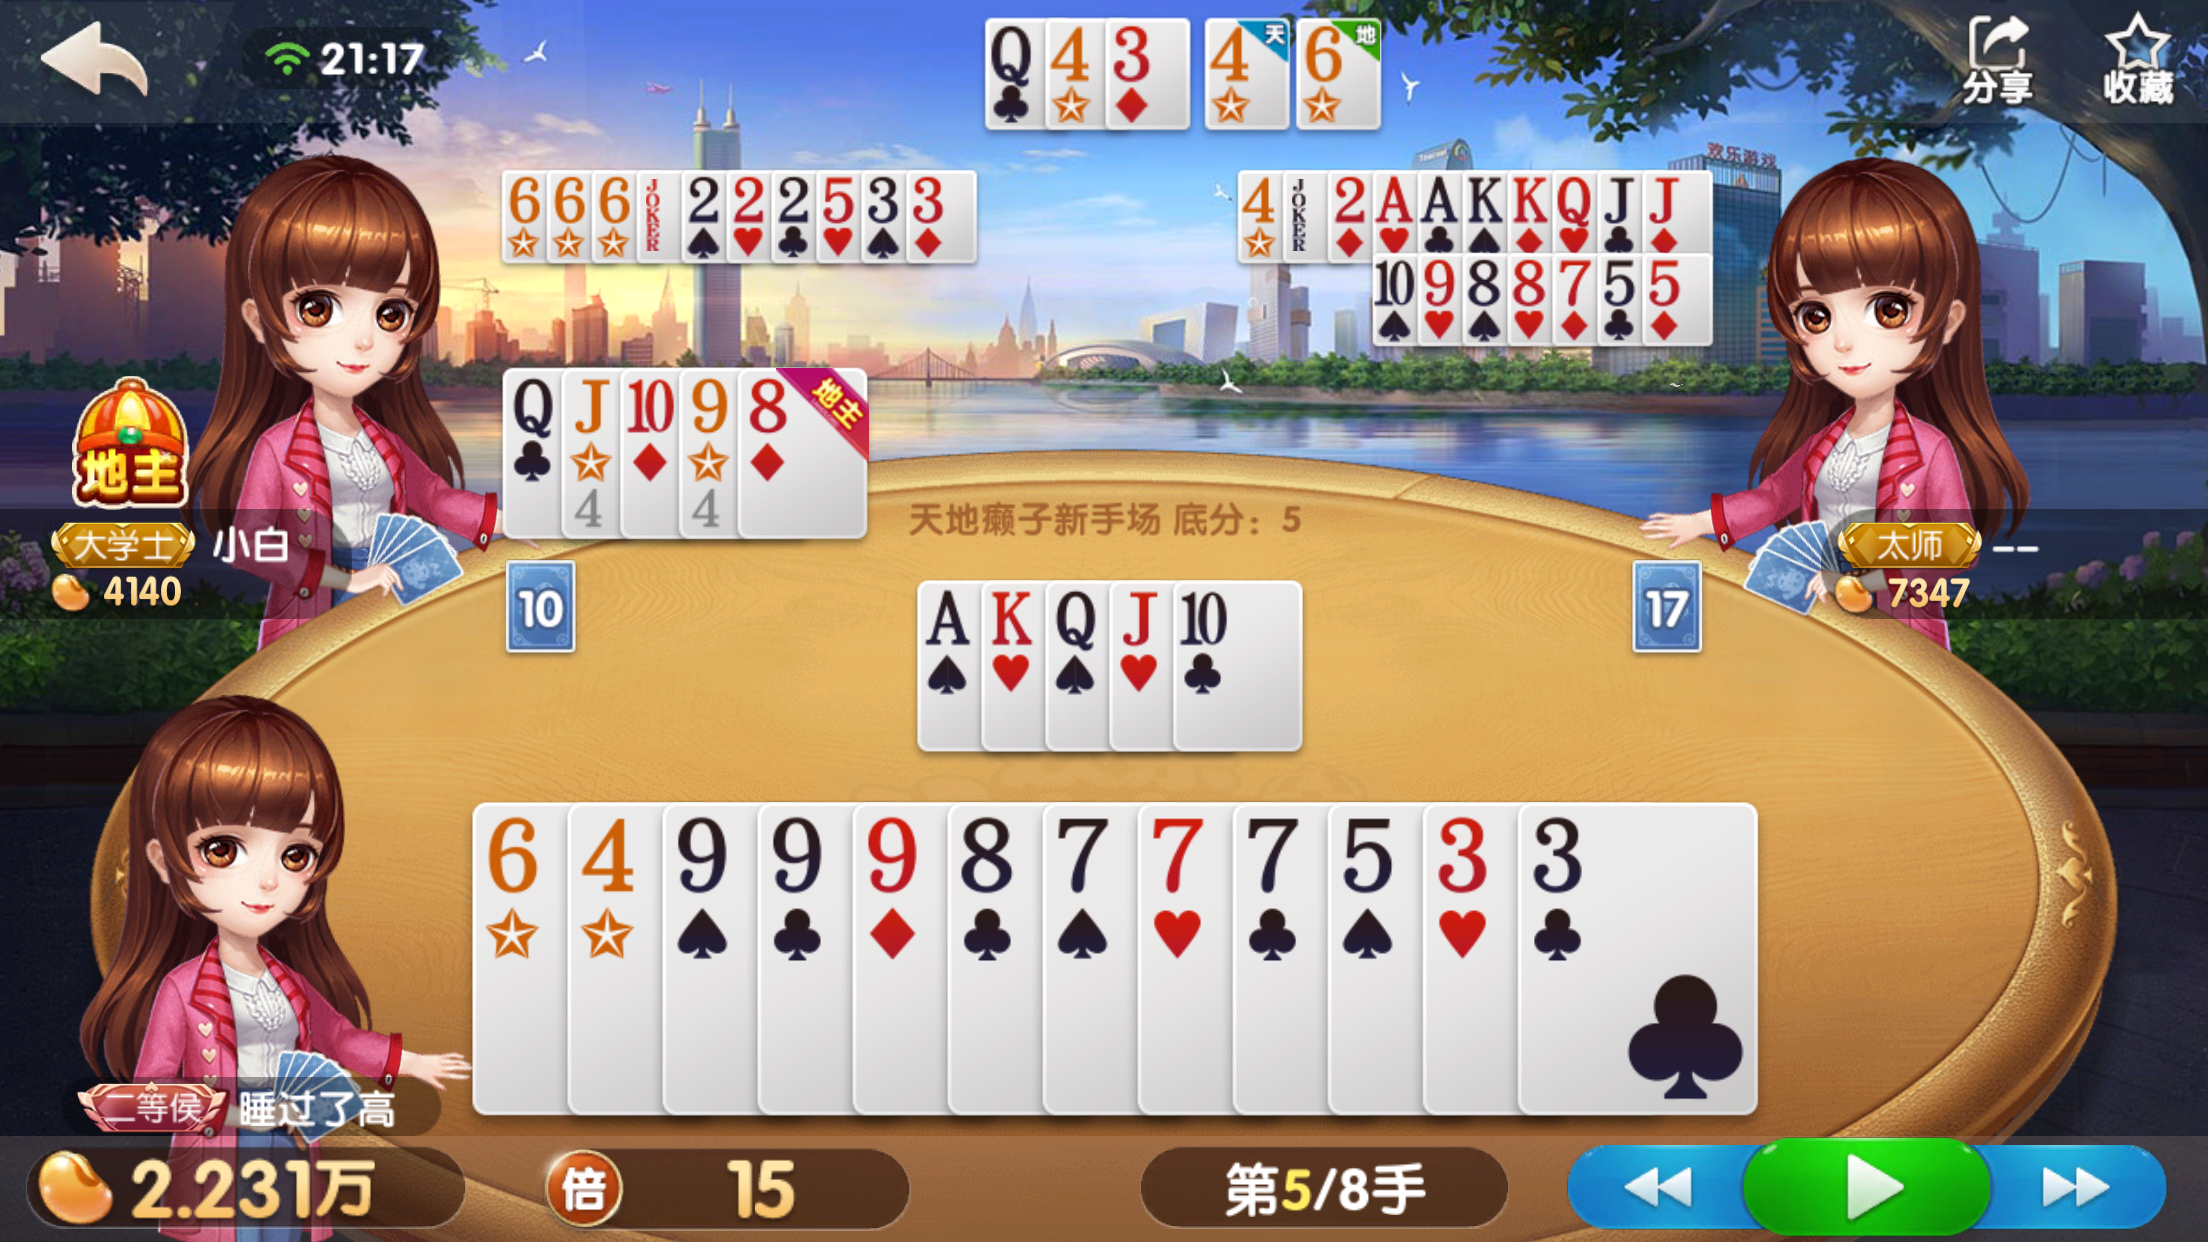 21:17
Q 4 3 4天 6地
分享
收藏
欢乐游戏
6 6 6 JOKER 2 2 2 5 3 3
4 JOKER 2 A A K K Q J J
10 9 8 8 7 5 5
Q J 10 9 8
4 4
地主
地主
天地癞子新手场 底分：5
大学士 小白
4140
10
太师 --
7347
17
A K Q J 10
6 4 9 9 9 8 7 7 7 5 3 3
二等侯 睡过了高
2.231万
倍 15
第5/8手